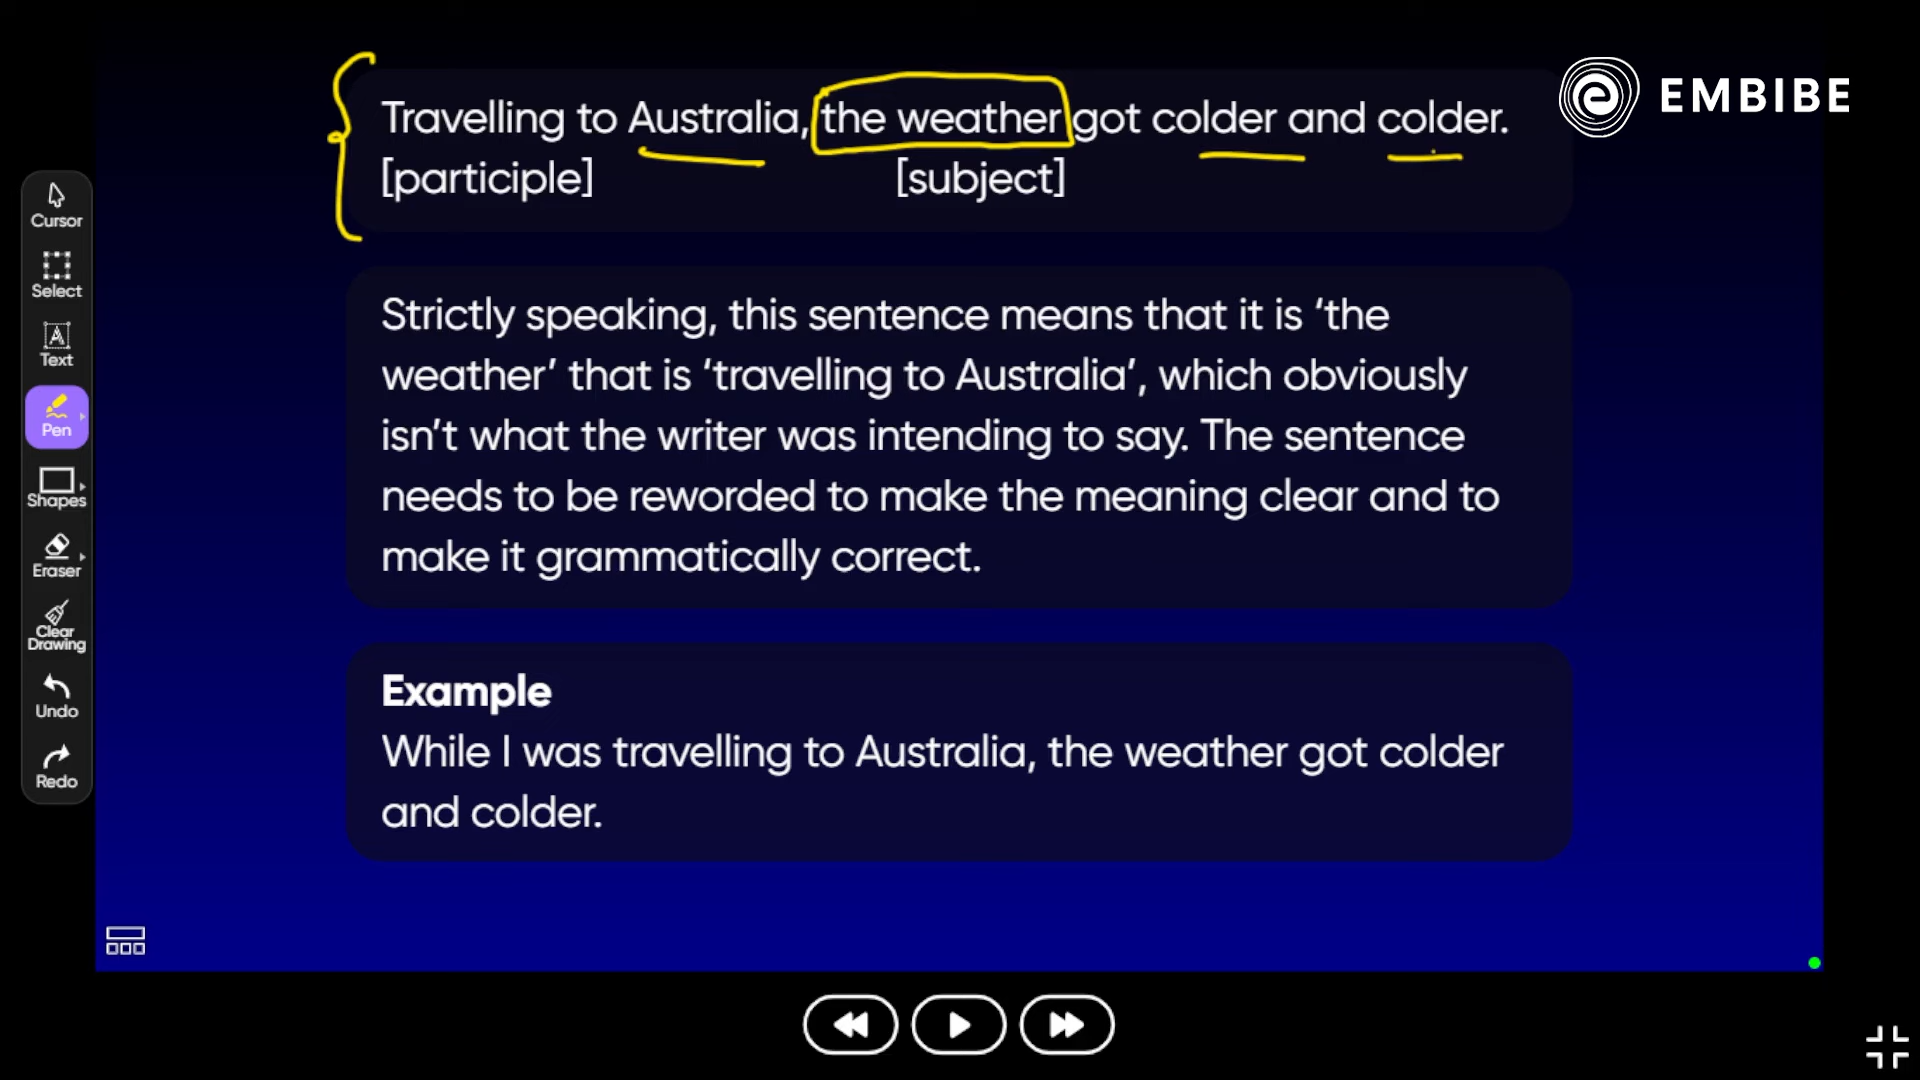 EMBIBE
Travelling to Australia, the weather got colder and colder.
[participle] [subject]
Cursor
Select
Text
Pen
Shapes
Eraser
Clear
Drawing
Undo
Redo
Strictly speaking, this sentence means that it is ‘the
weather’ that is ‘travelling to Australia’, which obviously
isn’t what the writer was intending to say. The sentence
needs to be reworded to make the meaning clear and to
make it grammatically correct.
Example
While I was travelling to Australia, the weather got colder
and colder.